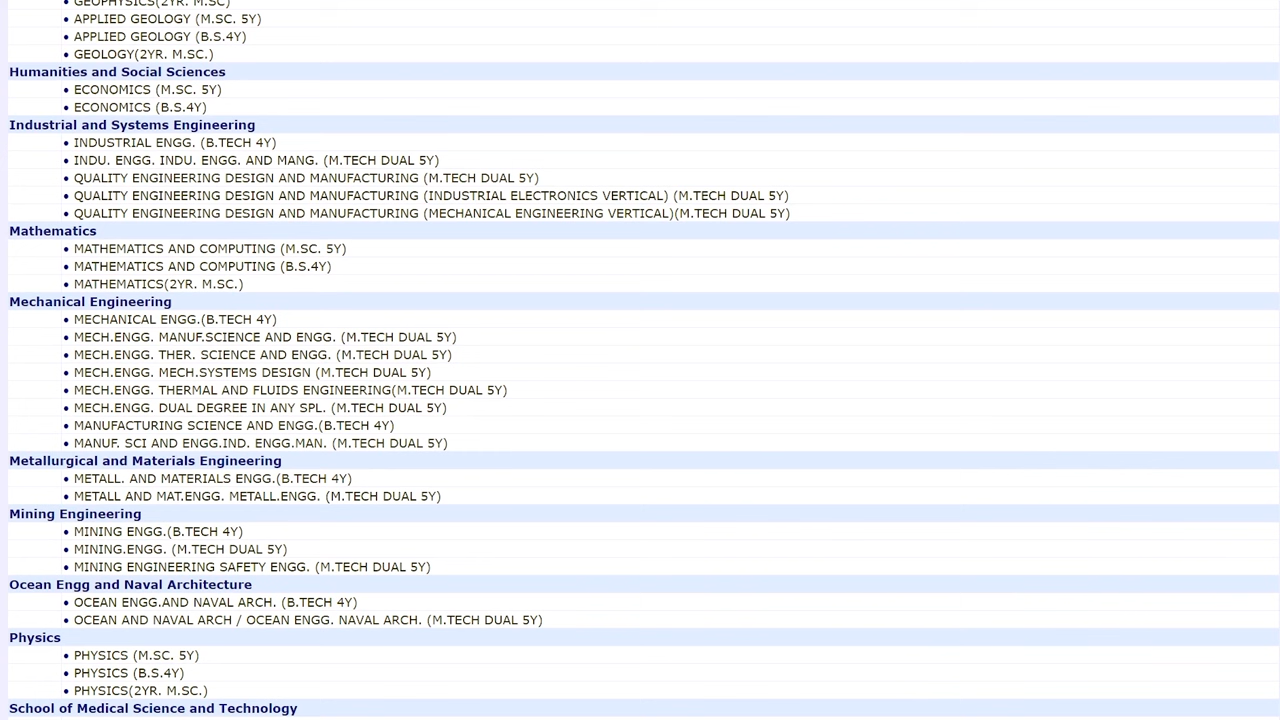 GEOPHYSICS(2YR. M.SC)
• APPLIED GEOLOGY (M.SC. 5Y)
• APPLIED GEOLOGY (B.S.4Y)
• GEOLOGY(2YR. M.SC.)
Humanities and Social Sciences
• ECONOMICS (M.SC. 5Y)
• ECONOMICS (B.S.4Y)
Industrial and Systems Engineering
• INDUSTRIAL ENGG. (B.TECH 4Y)
• INDU. ENGG. INDU. ENGG. AND MANG. (M.TECH DUAL 5Y)
• QUALITY ENGINEERING DESIGN AND MANUFACTURING (M.TECH DUAL 5Y)
• QUALITY ENGINEERING DESIGN AND MANUFACTURING (INDUSTRIAL ELECTRONICS VERTICAL) (M.TECH DUAL 5Y)
• QUALITY ENGINEERING DESIGN AND MANUFACTURING (MECHANICAL ENGINEERING VERTICAL)(M.TECH DUAL 5Y)
Mathematics
• MATHEMATICS AND COMPUTING (M.SC. 5Y)
• MATHEMATICS AND COMPUTING (B.S.4Y)
• MATHEMATICS(2YR. M.SC.)
Mechanical Engineering
• MECHANICAL ENGG.(B.TECH 4Y)
• MECH.ENGG. MANUF.SCIENCE AND ENGG. (M.TECH DUAL 5Y)
• MECH.ENGG. THER. SCIENCE AND ENGG. (M.TECH DUAL 5Y)
• MECH.ENGG. MECH.SYSTEMS DESIGN (M.TECH DUAL 5Y)
• MECH.ENGG. THERMAL AND FLUIDS ENGINEERING(M.TECH DUAL 5Y)
• MECH.ENGG. DUAL DEGREE IN ANY SPL. (M.TECH DUAL 5Y)
• MANUFACTURING SCIENCE AND ENGG.(B.TECH 4Y)
• MANUF. SCI AND ENGG.IND. ENGG.MAN. (M.TECH DUAL 5Y)
Metallurgical and Materials Engineering
• METALL. AND MATERIALS ENGG.(B.TECH 4Y)
• METALL AND MAT.ENGG. METALL.ENGG. (M.TECH DUAL 5Y)
Mining Engineering
• MINING ENGG.(B.TECH 4Y)
• MINING.ENGG. (M.TECH DUAL 5Y)
• MINING ENGINEERING SAFETY ENGG. (M.TECH DUAL 5Y)
Ocean Engg and Naval Architecture
• OCEAN ENGG.AND NAVAL ARCH. (B.TECH 4Y)
• OCEAN AND NAVAL ARCH / OCEAN ENGG. NAVAL ARCH. (M.TECH DUAL 5Y)
Physics
• PHYSICS (M.SC. 5Y)
• PHYSICS (B.S.4Y)
• PHYSICS(2YR. M.SC.)
School of Medical Science and Technology